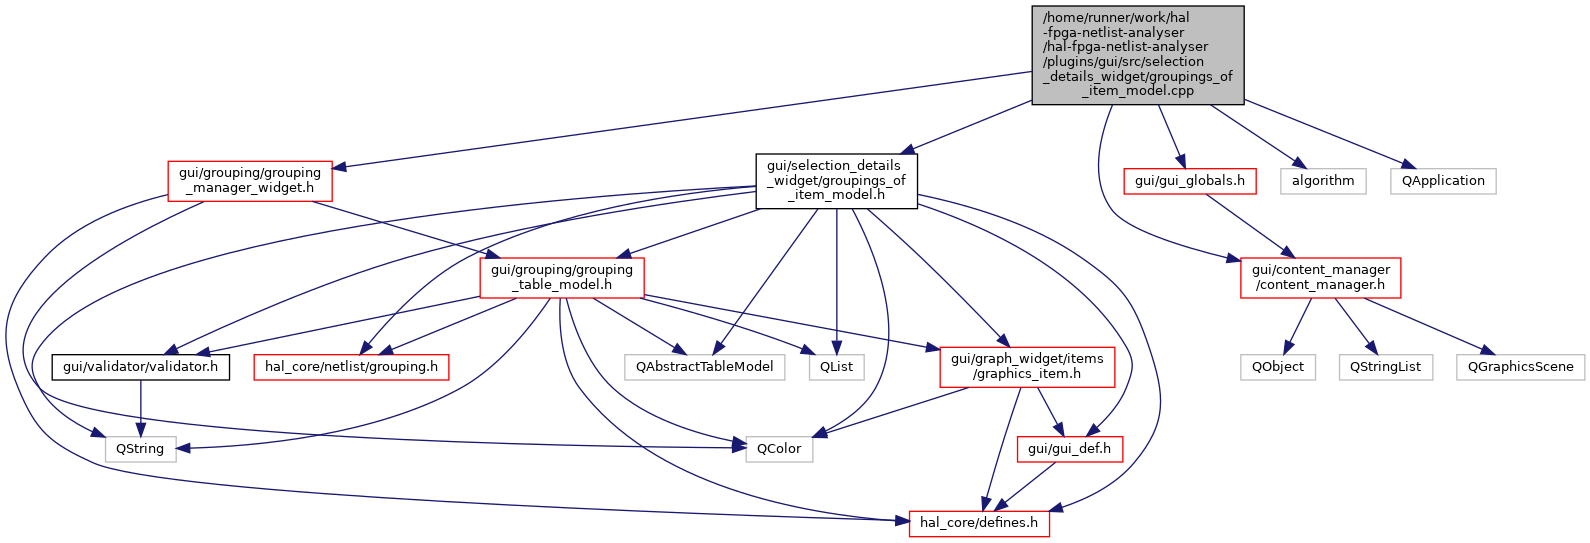 /home/runner/work/hal
-fpga-netlist-analyser
/hal-fpga-netlist-analyser
/plugins/gui/src/selection
_details_widget/groupings_of
_item_model.cpp
gui/grouping/grouping
_manager_widget.h
gui/selection_details
_widget/groupings_of
_item_model.h
gui/gui_globals.h
algorithm
QApplication
gui/grouping/grouping
_table_model.h
gui/content_manager
/content_manager.h
gui/validator/validator.h
hal_core/netlist/grouping.h
QAbstractTableModel
QList
gui/graph_widget/items
/graphics_item.h
QObject
QStringList
QGraphicsScene
QString
QColor
gui/gui_def.h
hal_core/defines.h